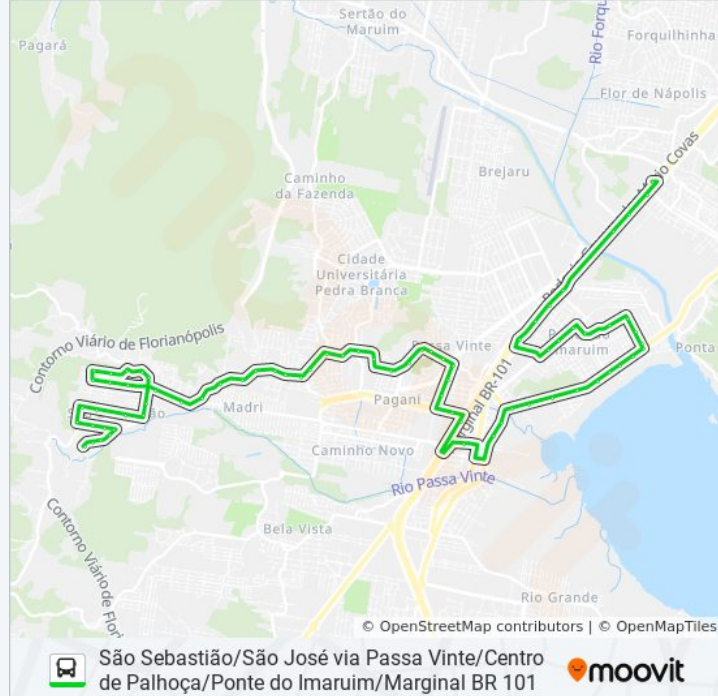 Sertão do
Maruim
Pagará
Rio Forqu
Forquilhinha
Flor de Nápolis
Brejaru
Caminho
da Fazenda
Covas
Cidade
Universitária
Pedra Branca
Contorno Viário de Florianópolis
Passa Vinte
Imaruim
Ponta
BR-101
Madri
Pagani
Caminho Novo
Rio Passa Vinte
Bela Vista
Contorno Viário de Flori
Rio Grande
© OpenStreetMap contributors | © OpenMapTiles
São Sebastião/São José via Passa Vinte/Centro
de Palhoça/Ponte do Imaruim/Marginal BR 101
moovit